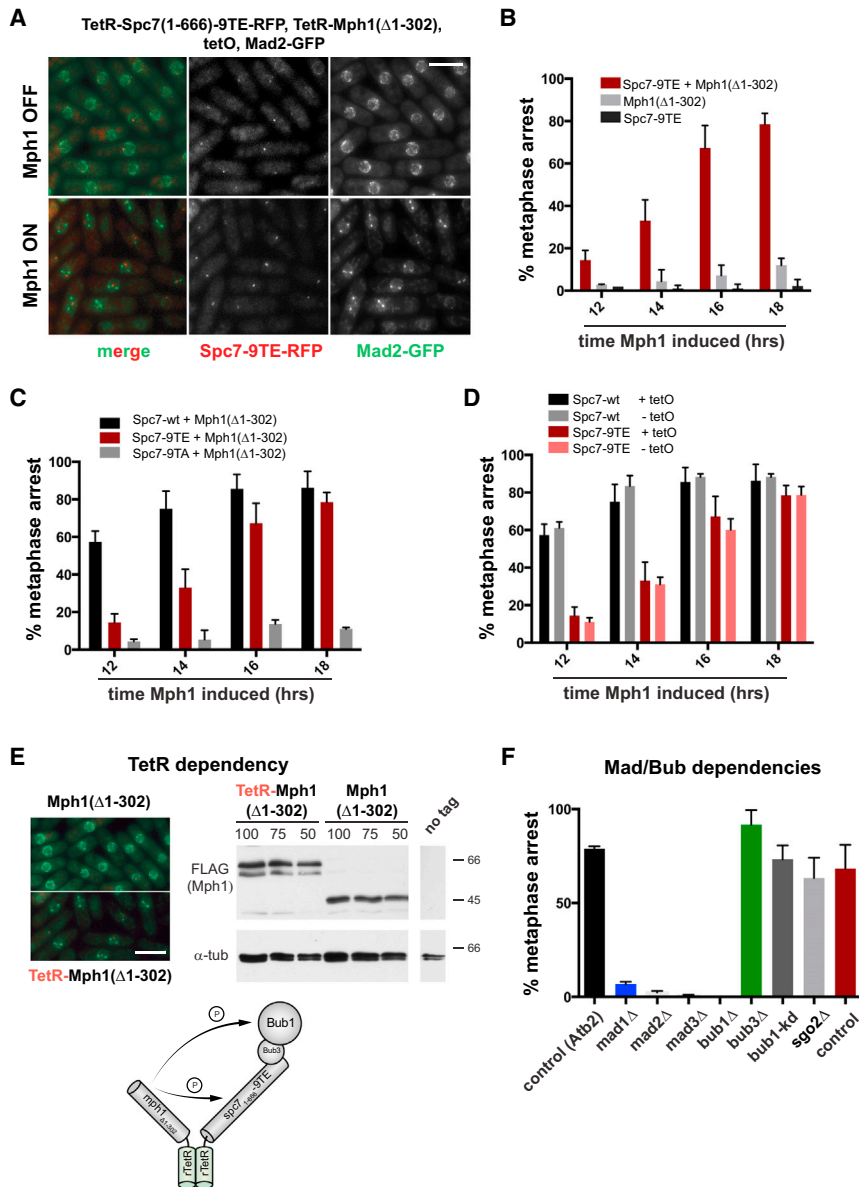 A
TetR-Spc7(1-666)-9TE-RFP, TetR-Mph1(Δ1-302),
tetO, Mad2-GFP
Mph1 OFF
Mph1 ON
merge
Spc7-9TE-RFP
Mad2-GFP
B
Spc7-9TE + Mph1(Δ1-302)
Mph1(Δ1-302)
Spc7-9TE
% metaphase arrest
100
80
60
40
20
0
12
14
16
18
time Mph1 induced (hrs)
C
Spc7-wt + Mph1(Δ1-302)
Spc7-9TE + Mph1(Δ1-302)
Spc7-9TA + Mph1(Δ1-302)
% metaphase arrest
100
80
60
40
20
0
12
14
16
18
time Mph1 induced (hrs)
D
Spc7-wt + tetO
Spc7-wt - tetO
Spc7-9TE + tetO
Spc7-9TE - tetO
% metaphase arrest
100
80
60
40
20
0
12
14
16
18
time Mph1 induced (hrs)
E
TetR dependency
Mph1(Δ1-302)
TetR-Mph1(Δ1-302)
TetR-Mph1
(Δ1-302)
Mph1
(Δ1-302)
no tag
100 75 50 100 75 50
FLAG
(Mph1)
66
45
α-tub
66
P
P
Bub1
Bub3
mph1 Δ1-302
spc7 1-666 -9TE
rTetR
rTetR
F
Mad/Bub dependencies
% metaphase arrest
100
50
0
control (Atb2)
mad1Δ
mad2Δ
mad3Δ
bub1Δ
bub3Δ
bub1-kd
sgo2Δ
control